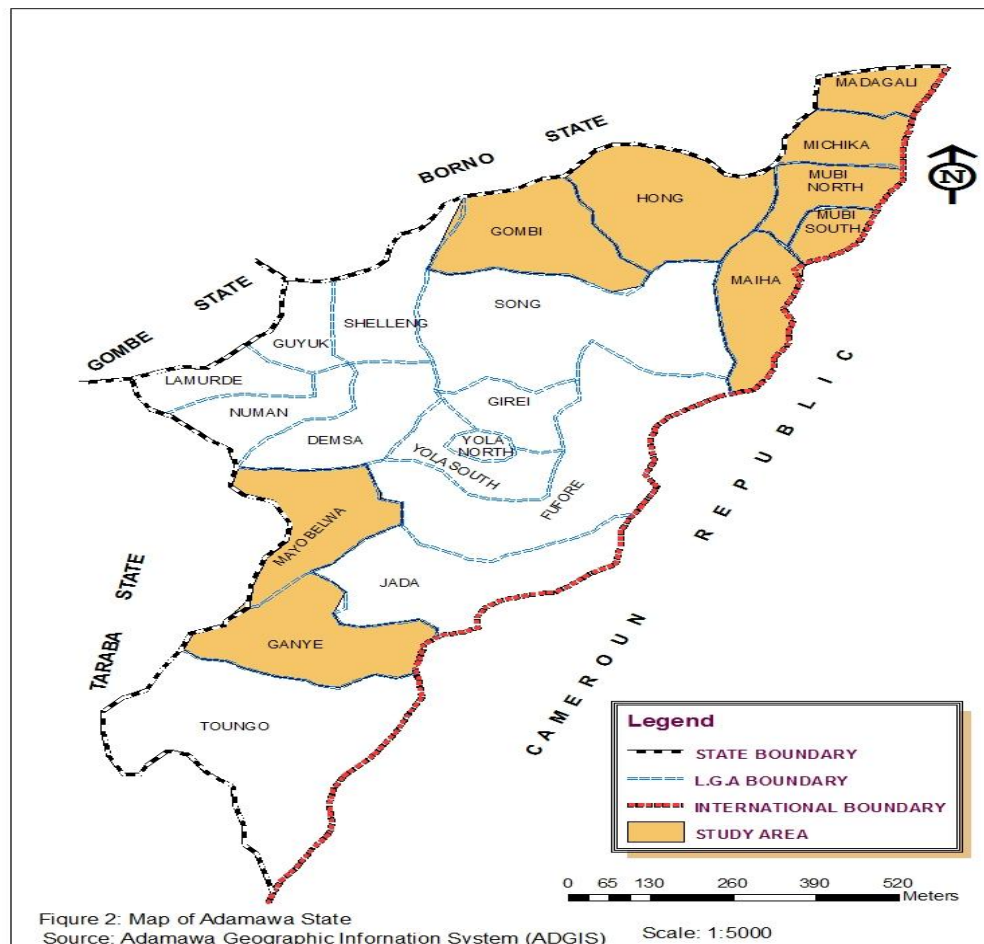 MADAGALI
BORNO STATE
MICHIKA
MUBI
NORTH
N
MUBI
SOUTH
HONG
GOMBI
MAIHA
SONG
GOMBE STATE
SHELLENG
GUYUK
LAMURDE
GIREI
NUMAN
DEMSA
YOLA
NORTH
YOLA SOUTH
FUFORE
MAYO BELWA
CAMEROUN REPUBLIC
TARABA STATE
JADA
GANYE
TOUNGO
Legend
STATE BOUNDARY
L.G.A BOUNDARY
INTERNATIONAL BOUNDARY
STUDY AREA
0 65 130 260 390 520
Meters
Figure 2: Map of Adamawa State
Source: Adamawa Geographic Infornation System (ADGIS)
Scale: 1:5000